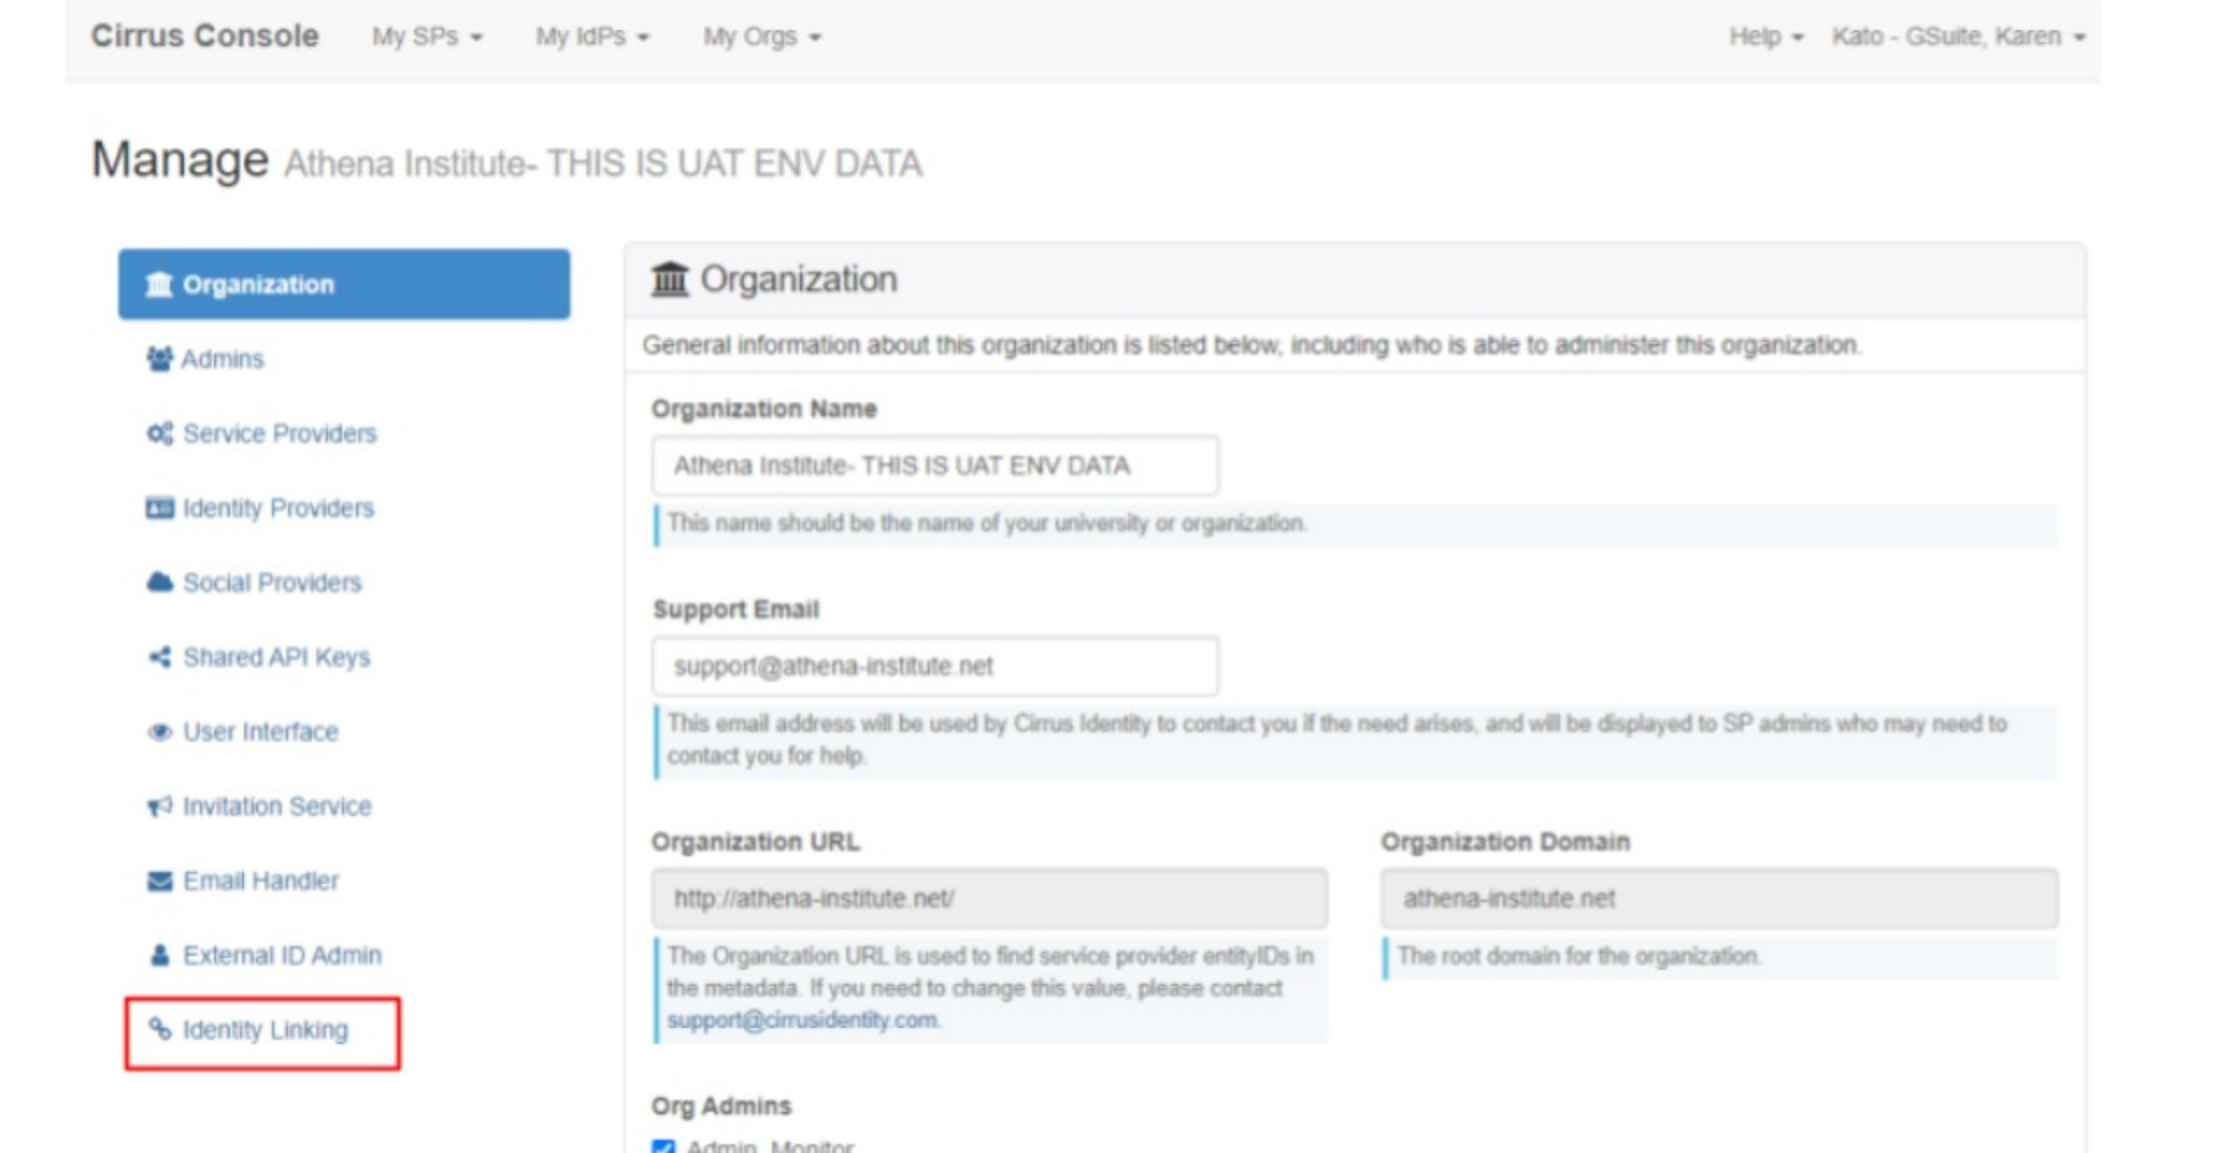 Cirrus Console My SPs My IdPs My Orgs Help Kato - GSuite, Karen
Manage Athena Institute- THIS IS UAT ENV DATA
Organization
Admins
Service Providers
Identity Providers
Social Providers
Shared API Keys
User Interface
Invitation Service
Email Handler
External ID Admin
Identity Linking
Organization
General information about this organization is listed below, including who is able to administer this organization.
Organization Name
Athena Institute- THIS IS UAT ENV DATA
This name should be the name of your university or organization.
Support Email
support@athena-institute.net
This email address will be used by Cirrus Identity to contact you if the need arises, and will be displayed to SP admins who may need to
contact you for help.
Organization URL
http://athena-institute.net/
The Organization URL is used to find service provider entityIDs in
the metadata. If you need to change this value, please contact
support@cirrusidentity.com.
Organization Domain
athena-institute.net
The root domain for the organization.
Org Admins
Admin, Monitor